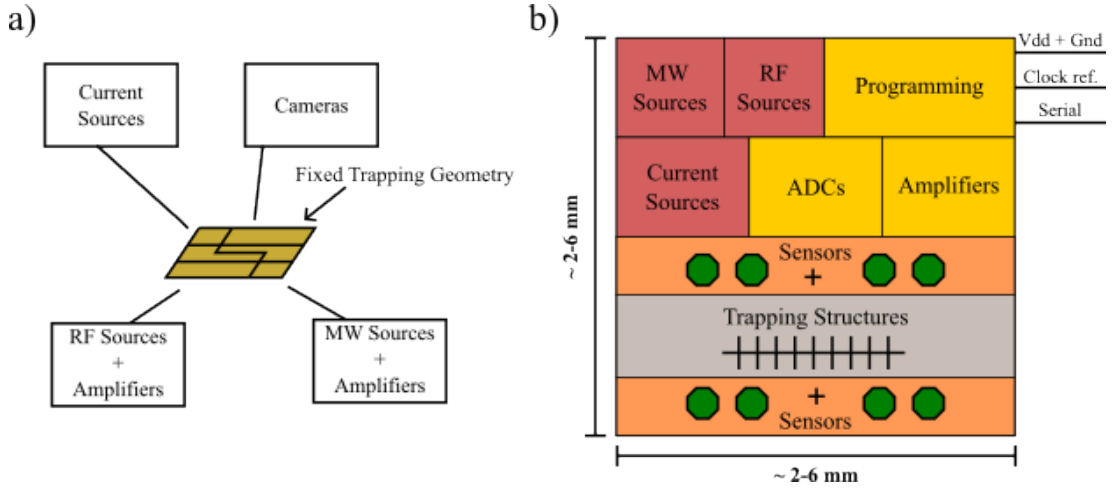 a)
Current
Sources
Cameras
Fixed Trapping Geometry
RF Sources
+
Amplifiers
MW Sources
+
Amplifiers
b)
MW
Sources
RF
Sources
Programming
Vdd + Gnd
Clock ref.
Serial
Current
Sources
ADCs
Amplifiers
Sensors
+
Trapping Structures
+
Sensors
~ 2-6 mm
~ 2-6 mm